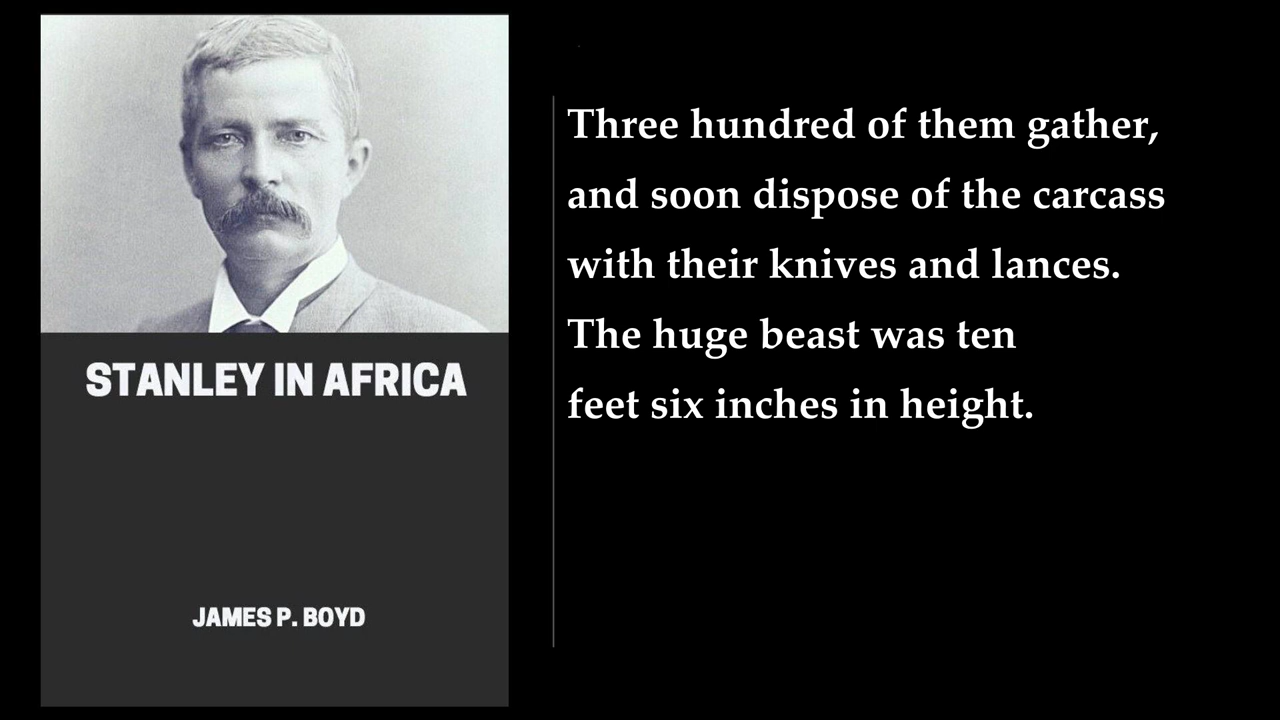 STANLEY IN AFRICA
JAMES P. BOYD
Three hundred of them gather,
and soon dispose of the carcass
with their knives and lances.
The huge beast was ten
feet six inches in height.